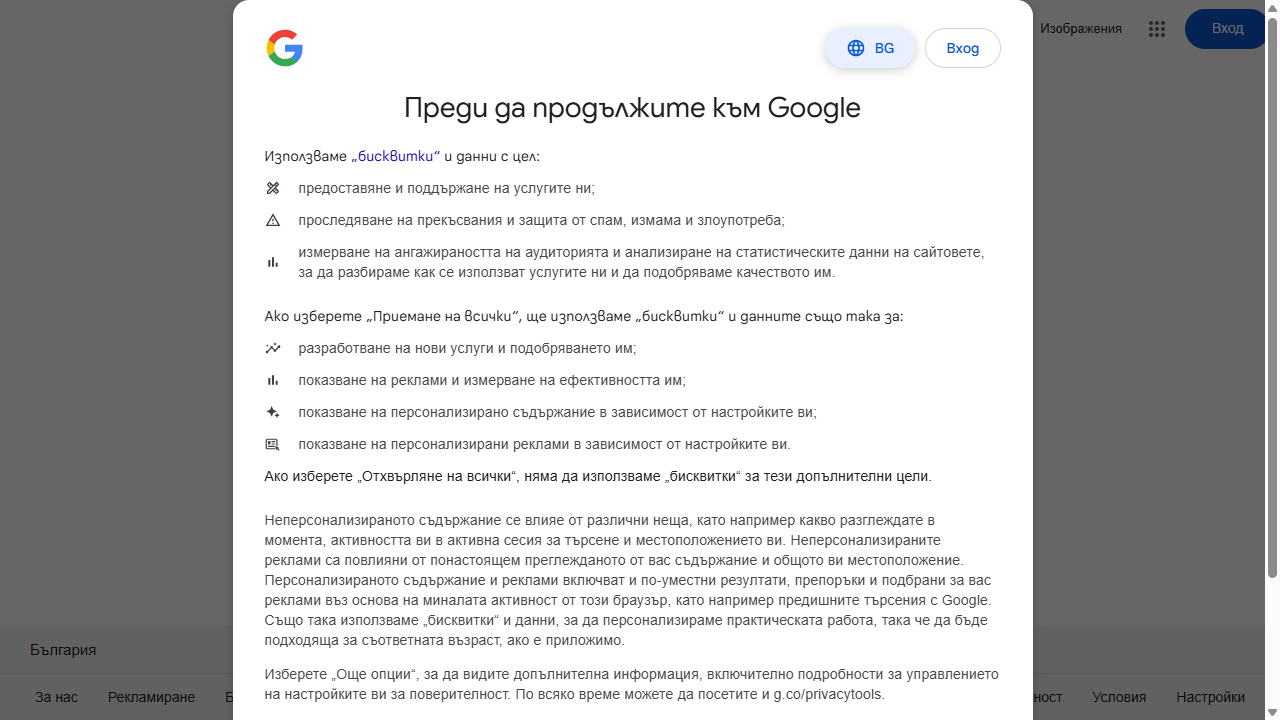 Изображения
Вход
BG
Вход
Преди да продължите към Google
Използваме „бисквитки“ и данни с цел:
предоставяне и поддържане на услугите ни;
проследяване на прекъсвания и защита от спам, измама и злоупотреба;
измерване на ангажираността на аудиторията и анализиране на статистическите данни на сайтовете,
за да разбираме как се използват услугите ни и да подобряваме качеството им.
Ако изберете „Приемане на всички“, ще използваме „бисквитки“ и данните също така за:
разработване на нови услуги и подобряването им;
показване на реклами и измерване на ефективността им;
показване на персонализирано съдържание в зависимост от настройките ви;
показване на персонализирани реклами в зависимост от настройките ви.
Ако изберете „Отхвърляне на всички“, няма да използваме „бисквитки“ за тези допълнителни цели.
Неперсонализираното съдържание се влияе от различни неща, като например какво разглеждате в
момента, активността ви в активна сесия за търсене и местоположението ви. Неперсонализираните
реклами са повлияни от понастоящем преглежданото от вас съдържание и общото ви местоположение.
Персонализираното съдържание и реклами включват и по-уместни резултати, препоръки и подбрани за вас
реклами въз основа на миналата активност от този браузър, като например предишните търсения с Google.
Също така използваме „бисквитки“ и данни, за да персонализираме практическата работа, така че да бъде
подходяща за съответната възраст, ако е приложимо.
Изберете „Още опции“, за да видите допълнителна информация, включително подробности за управлението
на настройките ви за поверителност. По всяко време можете да посетите и g.co/privacytools.
България
За нас Рекламиране Условия Настройки